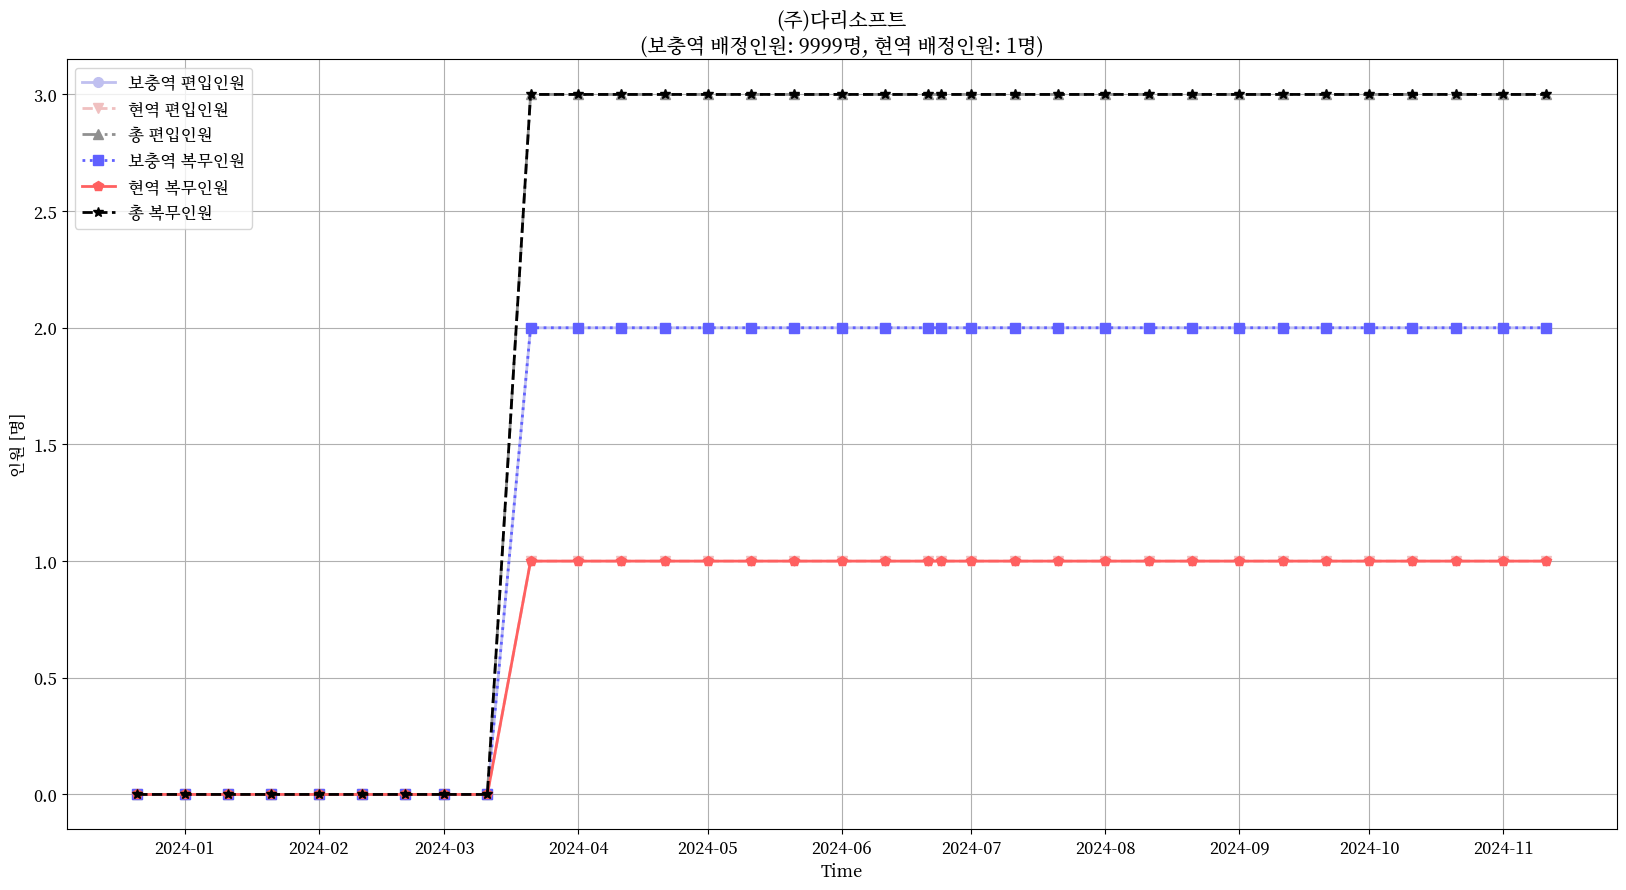 (주)다리소프트
(보충역 배정인원: 9999명, 현역 배정인원: 1명)
보충역 편입인원
현역 편입인원
총 편입인원
보충역 복무인원
현역 복무인원
총 복무인원
3.0
2.5
2.0
1.5
1.0
0.5
0.0
인원 [명]
2024-01 2024-02 2024-03 2024-04 2024-05 2024-06 2024-07 2024-08 2024-09 2024-10 2024-11
Time